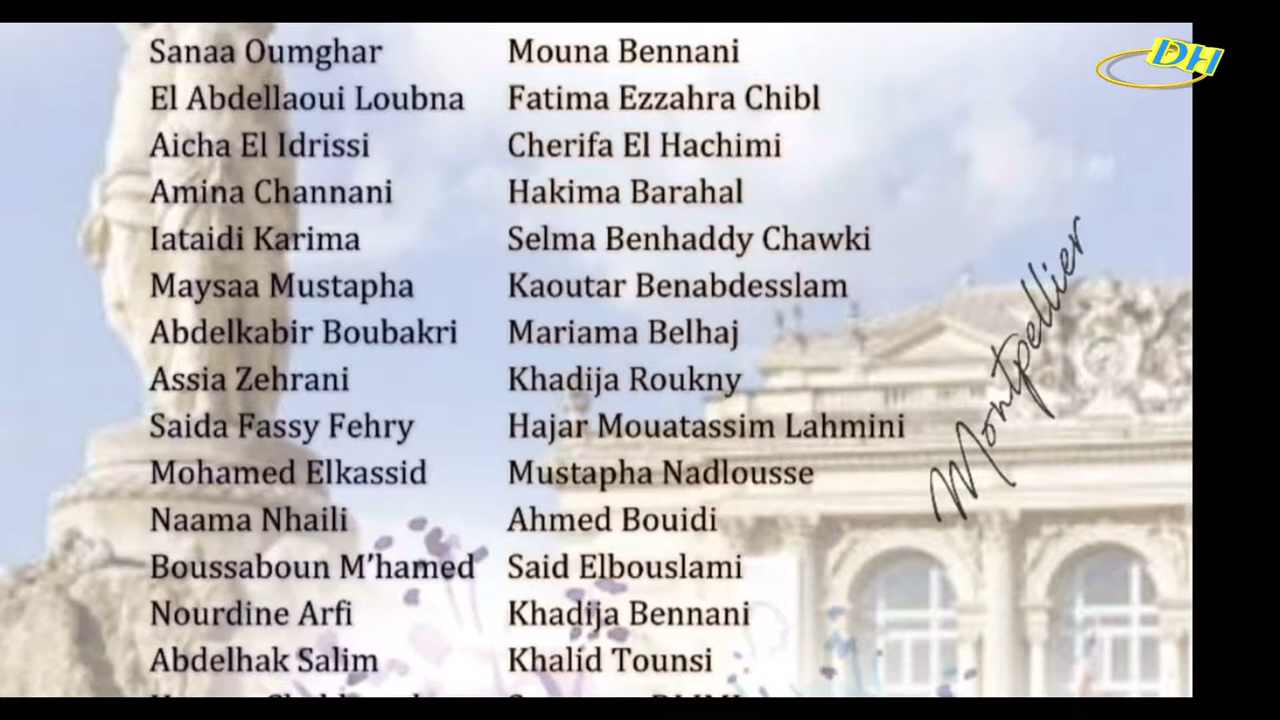 DH
Sanaa Oumghar
El Abdellaoui Loubna
Aicha El Idrissi
Amina Channani
Iataidi Karima
Maysaa Mustapha
Abdelkabir Boubakri
Assia Zehrani
Saida Fassy Fehry
Mohamed Elkassid
Naama Nhaili
Boussaboun M’hamed
Nourdine Arfi
Abdelhak Salim
Mouna Bennani
Fatima Ezzahra Chibl
Cherifa El Hachimi
Hakima Barahal
Selma Benhaddy Chawki
Kaoutar Benabdesslam
Mariama Belhaj
Khadija Roukny
Hajar Mouatassim Lahmini
Mustapha Nadlousse
Ahmed Bouidi
Said Elbouslami
Khadija Bennani
Khalid Tounsi
Montpellier